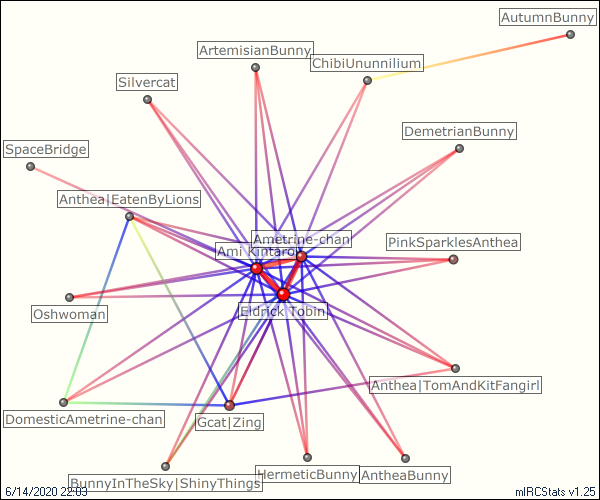 AutumnBunny
ArtemisianBunny
ChibiUnunnilium
Silvercat
DemetrianBunny
SpaceBridge
Anthea|EatenByLions
Ametrine-chan
PinkSparklesAnthea
Ami Kintaro
Eldrick Tobin
Oshwoman
Anthea|TomAndKitFangirl
DomesticAmetrine-chan
Gcat|Zing
HermeticBunny
AntheaBunny
BunnyInTheSky|ShinyThings
6/14/2020 22:03
mIRCStats v1.25